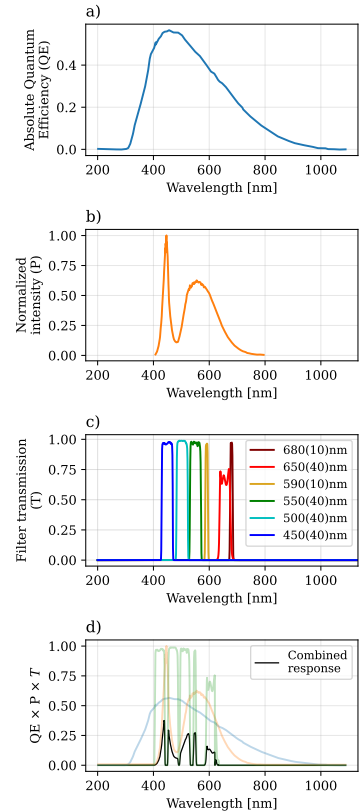 a)
Absolute Quantum
Efficiency (QE)
0.4
0.2
0.0
200 400 600 800 1000
Wavelength [nm]
b)
Normalized
intensity (P)
1.00
0.75
0.50
0.25
0.00
200 400 600 800 1000
Wavelength [nm]
c)
Filter transmission
(T)
1.00
0.75
0.50
0.25
0.00
680(10)nm
650(40)nm
590(10)nm
550(40)nm
500(40)nm
450(40)nm
200 400 600 800 1000
Wavelength [nm]
d)
QE × P × T
1.00
0.75
0.50
0.25
0.00
Combined
response
200 400 600 800 1000
Wavelength [nm]